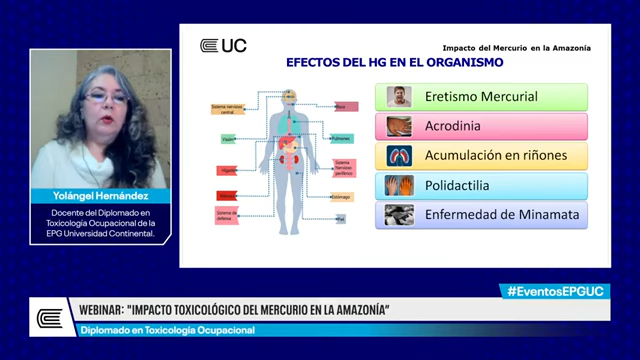 UC
Impacto del Mercurio en la Amazonía
EFECTOS DEL HG EN EL ORGANISMO
Sistema nervioso
central
Visión
Hígado
Sistema de
defensa
Boca
Pulmones
Sistema
Nervioso
periférico
Estómago
Piel
Eretismo Mercurial
Acrodinia
Acumulación en riñones
Polidactilia
Enfermedad de Minamata
Yolángel Hernández
Docente del Diplomado en
Toxicología Ocupacional de la
EPG Universidad Continental.
#EventosEPGUC
WEBINAR: "IMPACTO TOXICOLÓGICO DEL MERCURIO EN LA AMAZONÍA“
Diplomado en Toxicología Ocupacional